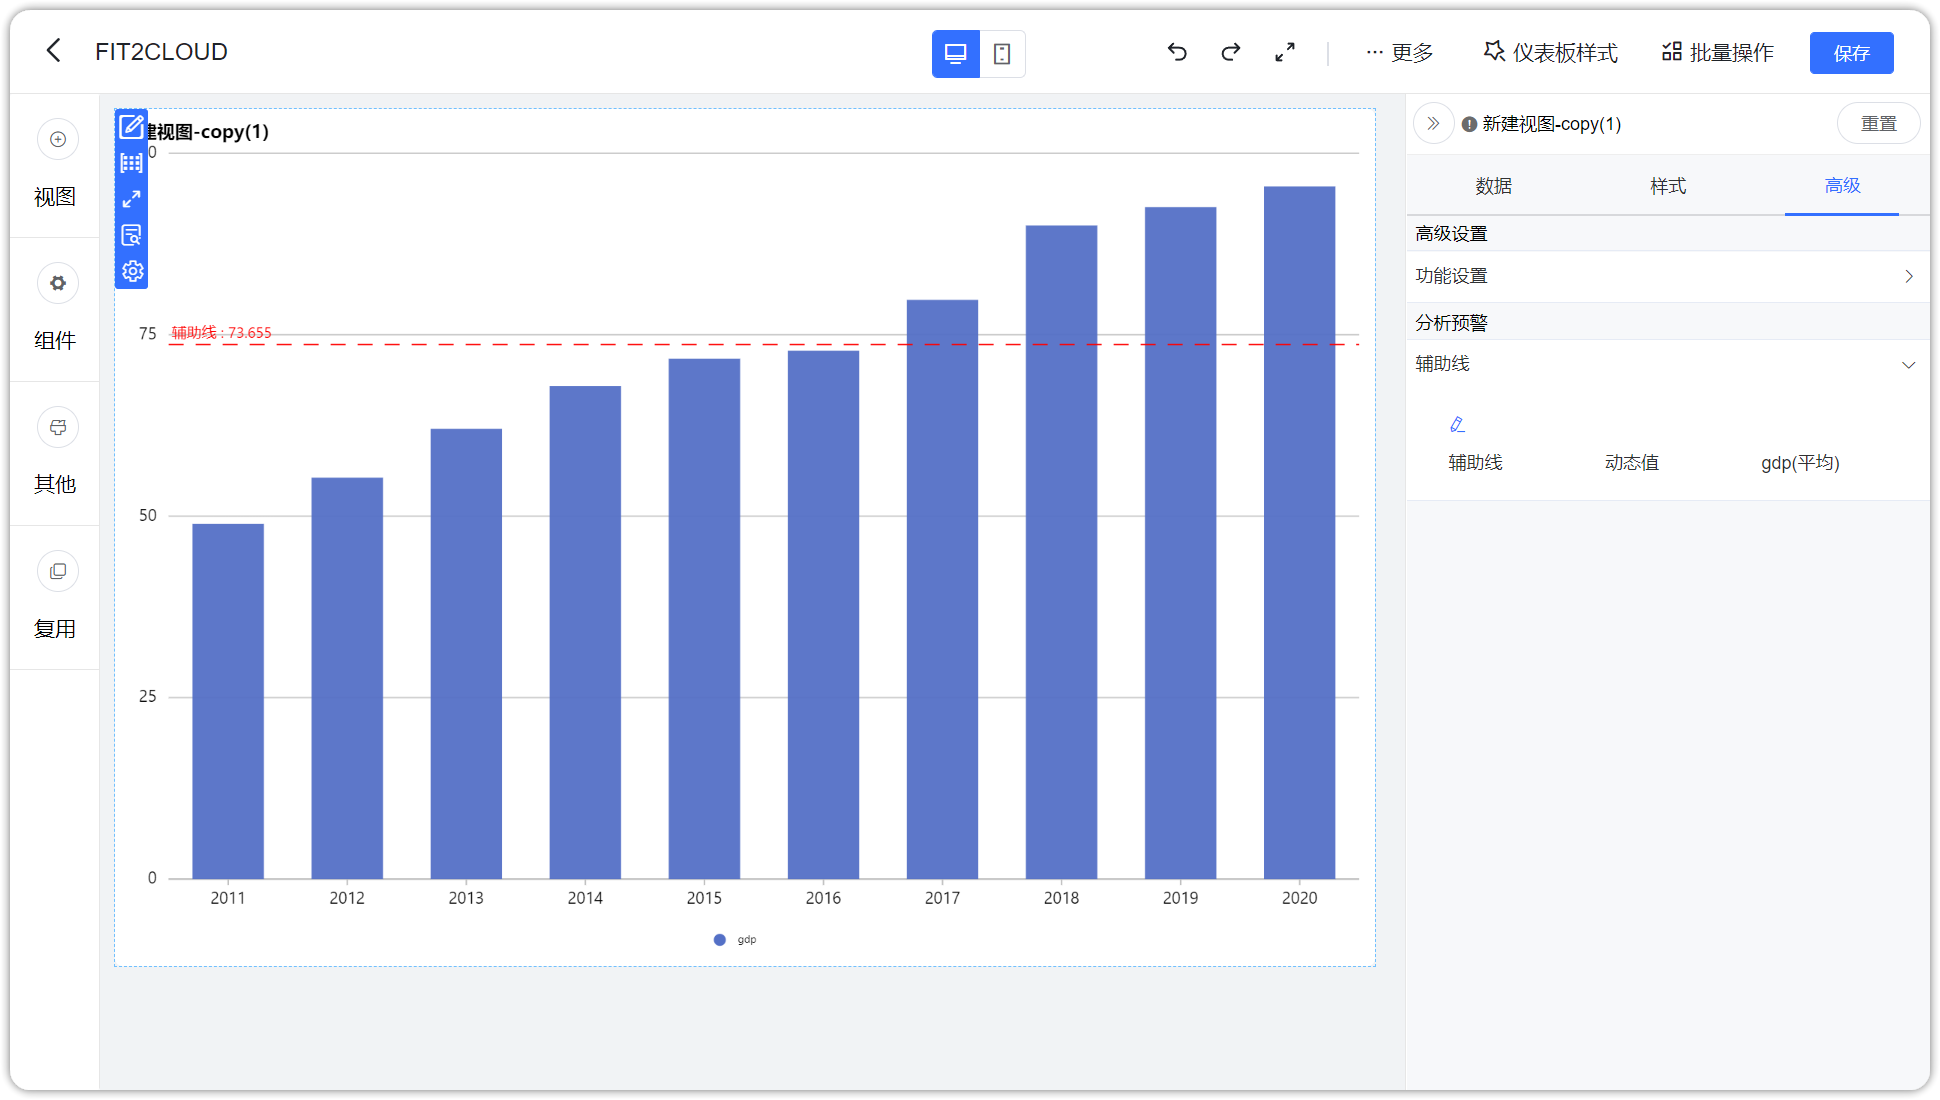 FIT2CLOUD
更多
仪表板样式
批量操作
保存
视图
组件
其他
复用
建视图-copy(1)
0
75
辅助线 : 73.655
50
25
0
2011 2012 2013 2014 2015 2016 2017 2018 2019 2020
gdp
新建视图-copy(1)
重置
数据 样式 高级
高级设置
功能设置
分析预警
辅助线
辅助线 动态值 gdp(平均)